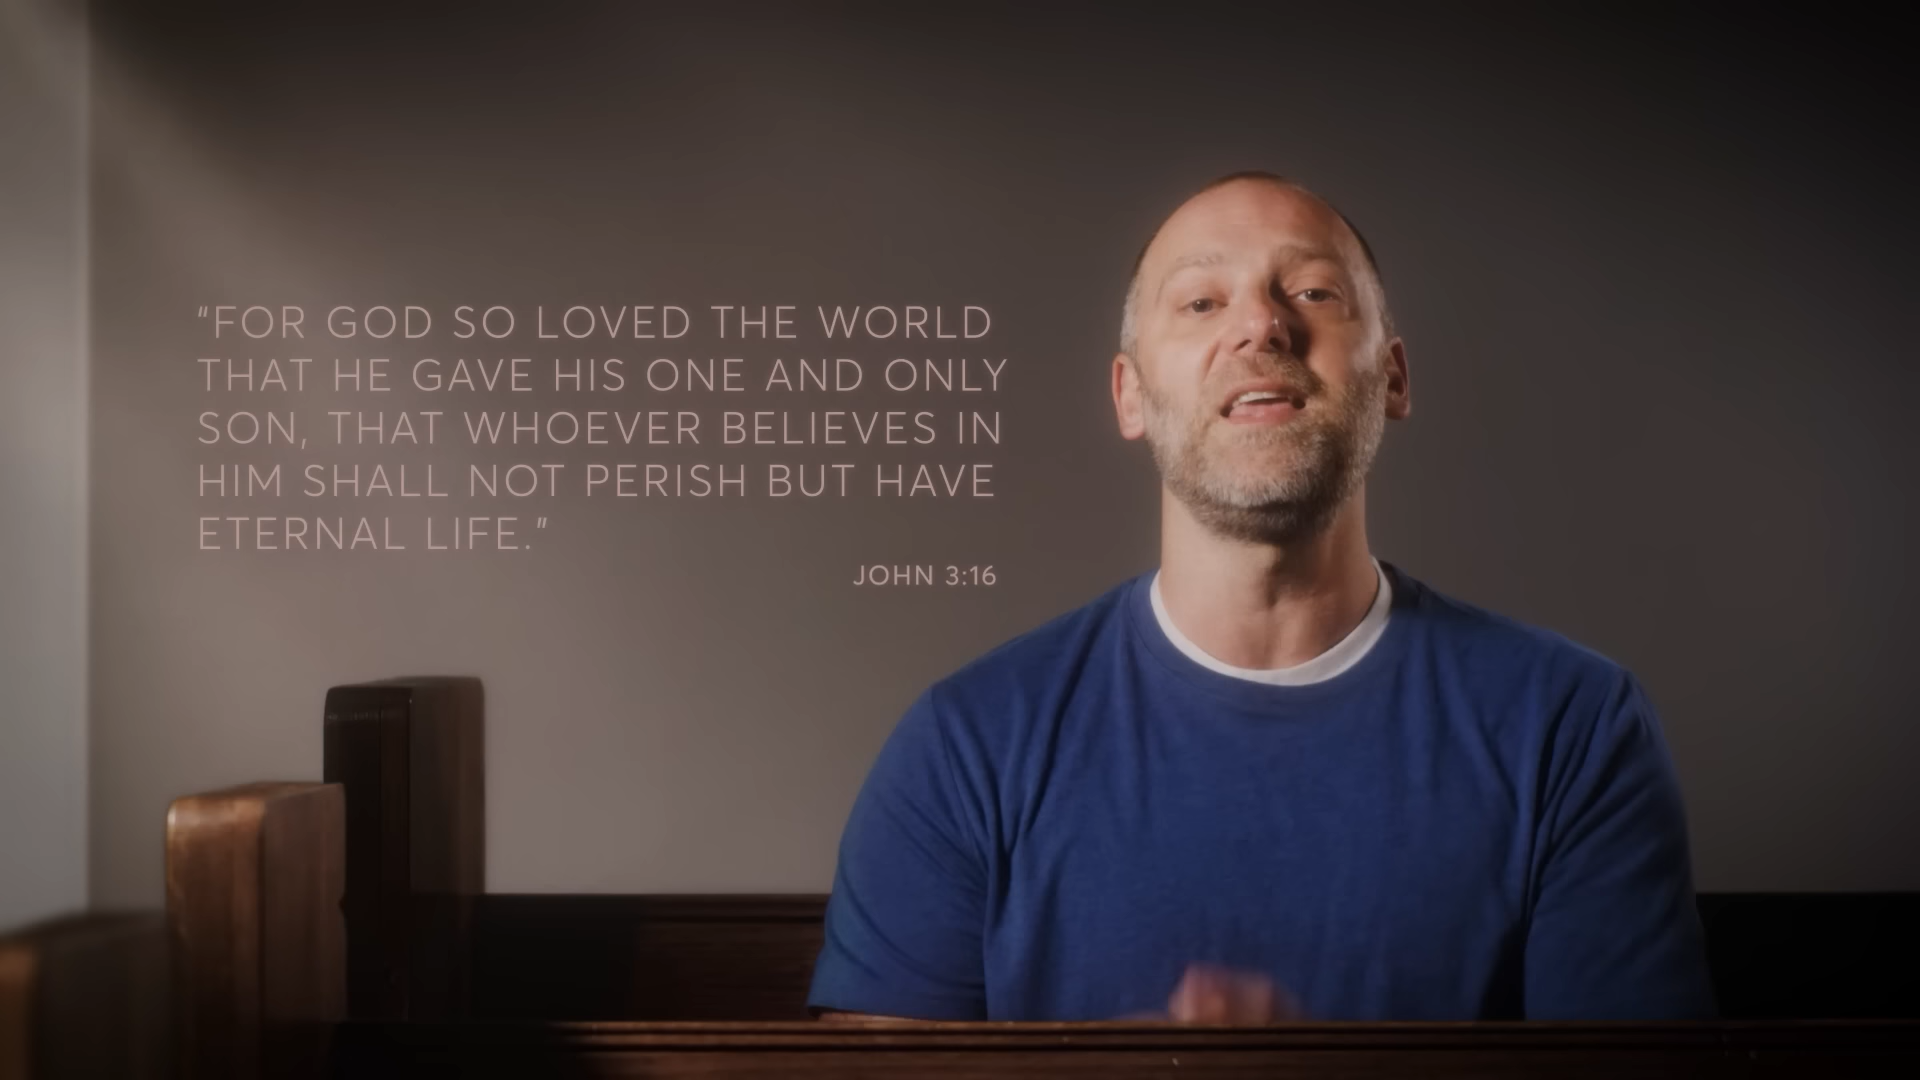 "FOR GOD SO LOVED THE WORLD
THAT HE GAVE HIS ONE AND ONLY
SON, THAT WHOEVER BELIEVES IN
HIM SHALL NOT PERISH BUT HAVE
ETERNAL LIFE."
JOHN 3:16